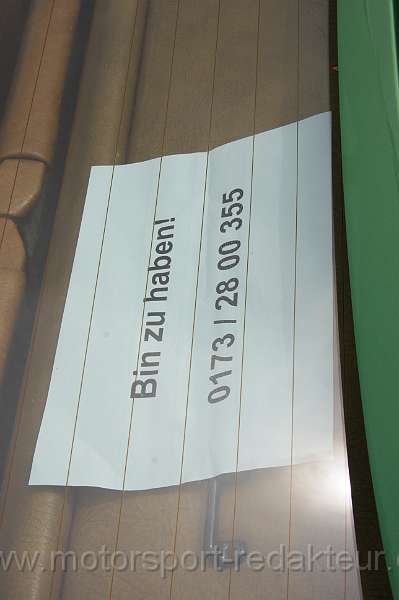 Bin zu haben!
0173 / 28 00 355
www.motorsport-redakteur.